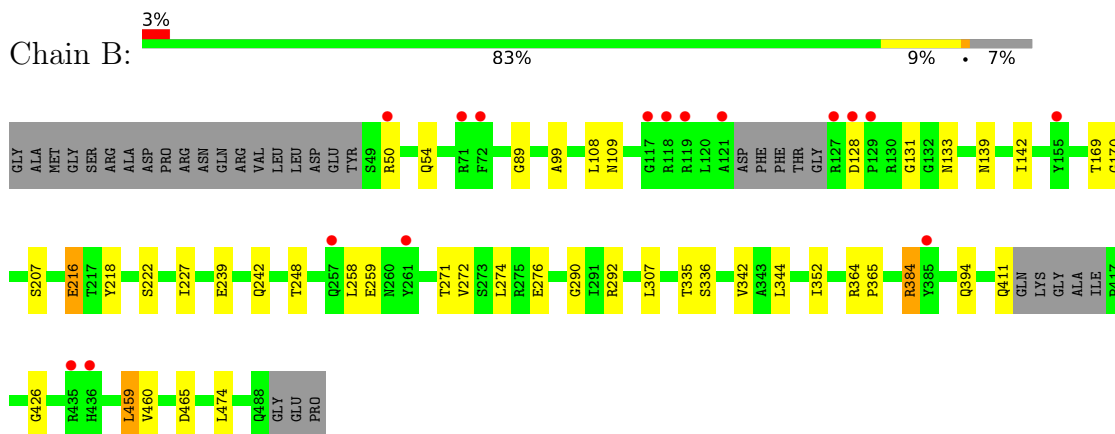 3%
Chain B:
83% 9% • 7%
GLY ALA MET GLY SER ARG ALA ASP PRO ARG ASN GLN ARG VAL LEU LEU ASP GLU TYR S49 R50 Q54 R71 F72 G89 A99 L108 N109 G117 R118 R119 L120 A121 ASP PHE PHE THR GLY R127 D128 P129 R130 G131 G132 N133 N139 I142 Y155 T169 G170
S207 E216 T217 Y218 S222 I227 E239 Q242 T248 Q257 L258 E259 N260 Y261 T271 V272 S273 L274 R275 E276 G290 I291 R292 L307 T335 S336 V342 A343 L344 I352 R364 P365 R384 Y385 Q394 Q411 GLN LYS GLY ALA ILE
G426 R435 H436 L459 V460 D465 L474 Q488 GLY GLU PRO